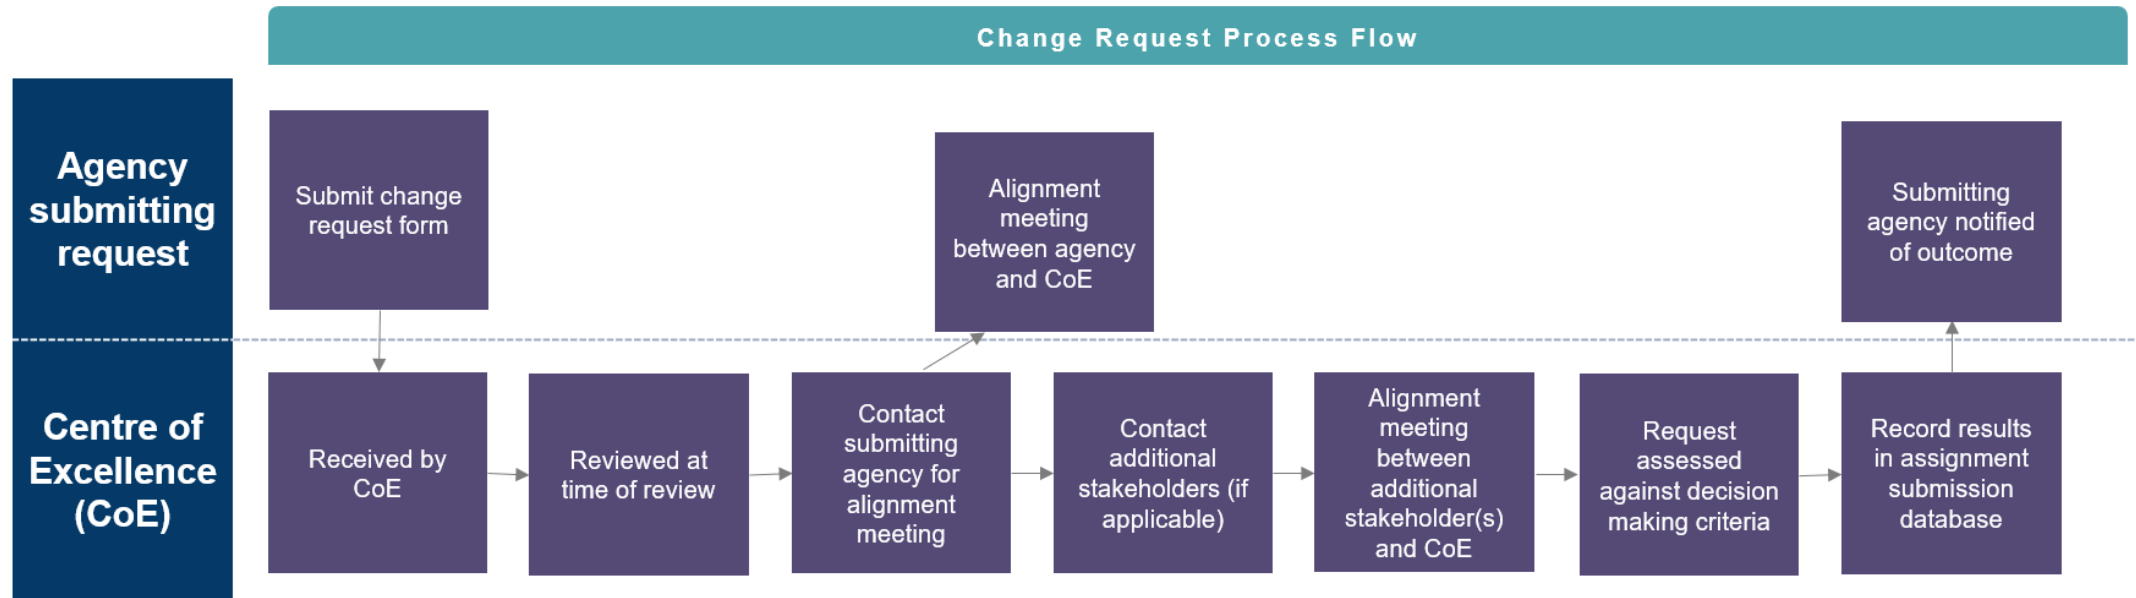 Change Request Process Flow
Agency
submitting
request
Submit change
request form
Alignment
meeting
between agency
and CoE
Submitting
agency notified
of outcome
Centre of
Excellence
(CoE)
Received by
CoE
Reviewed at
time of review
Contact
submitting
agency for
alignment
meeting
Contact
additional
stakeholders (if
applicable)
Alignment
meeting
between
additional
stakeholder(s)
and CoE
Request
assessed
against decision
making criteria
Record results
in assignment
submission
database